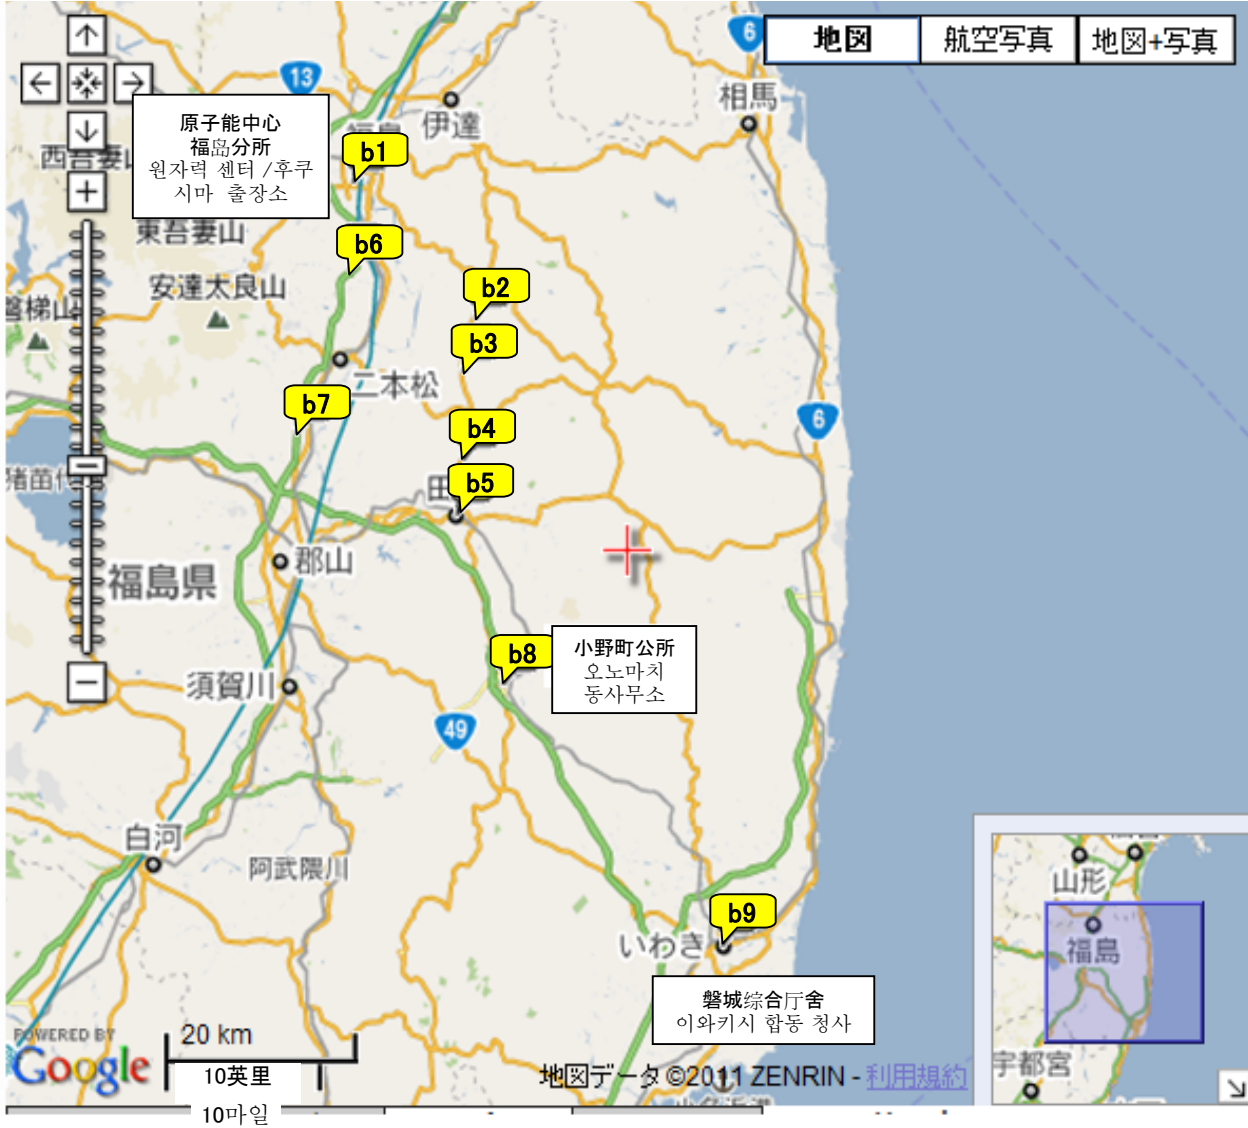 6
地図
航空写真
地図+写真
13
相馬
伊達
原子能中心
福岛分所
원자력 센터 /후쿠
시마 출장소
b1
東吾妻山
b6
安達太良山
b2
磐梯山
b3
二本松
b7
b4
6
b5
郡山
福島県
b8
小野町公所
오노마치
동사무소
須賀川
49
白河
阿武隈川
山形
福島
b9
いわき
磐城综合厅舍
이와키시 합동 청사
POWERED BY
Google
20 km
10英里
10마일
宇都宮
地図データ ©2011 ZENRIN - 利用規約